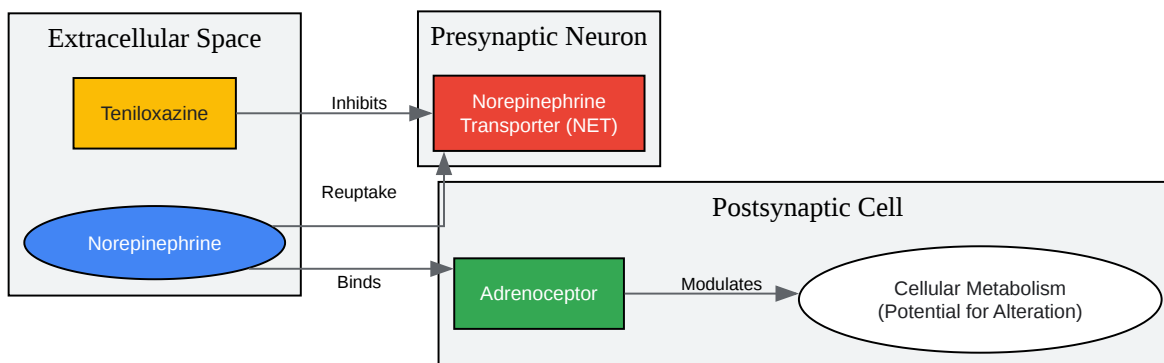 Extracellular Space
Presynaptic Neuron
Teniloxazine
Inhibits
Norepinephrine
Transporter (NET)
Reuptake
Postsynaptic Cell
Norepinephrine
Binds
Adrenoceptor
Modulates
Cellular Metabolism
(Potential for Alteration)